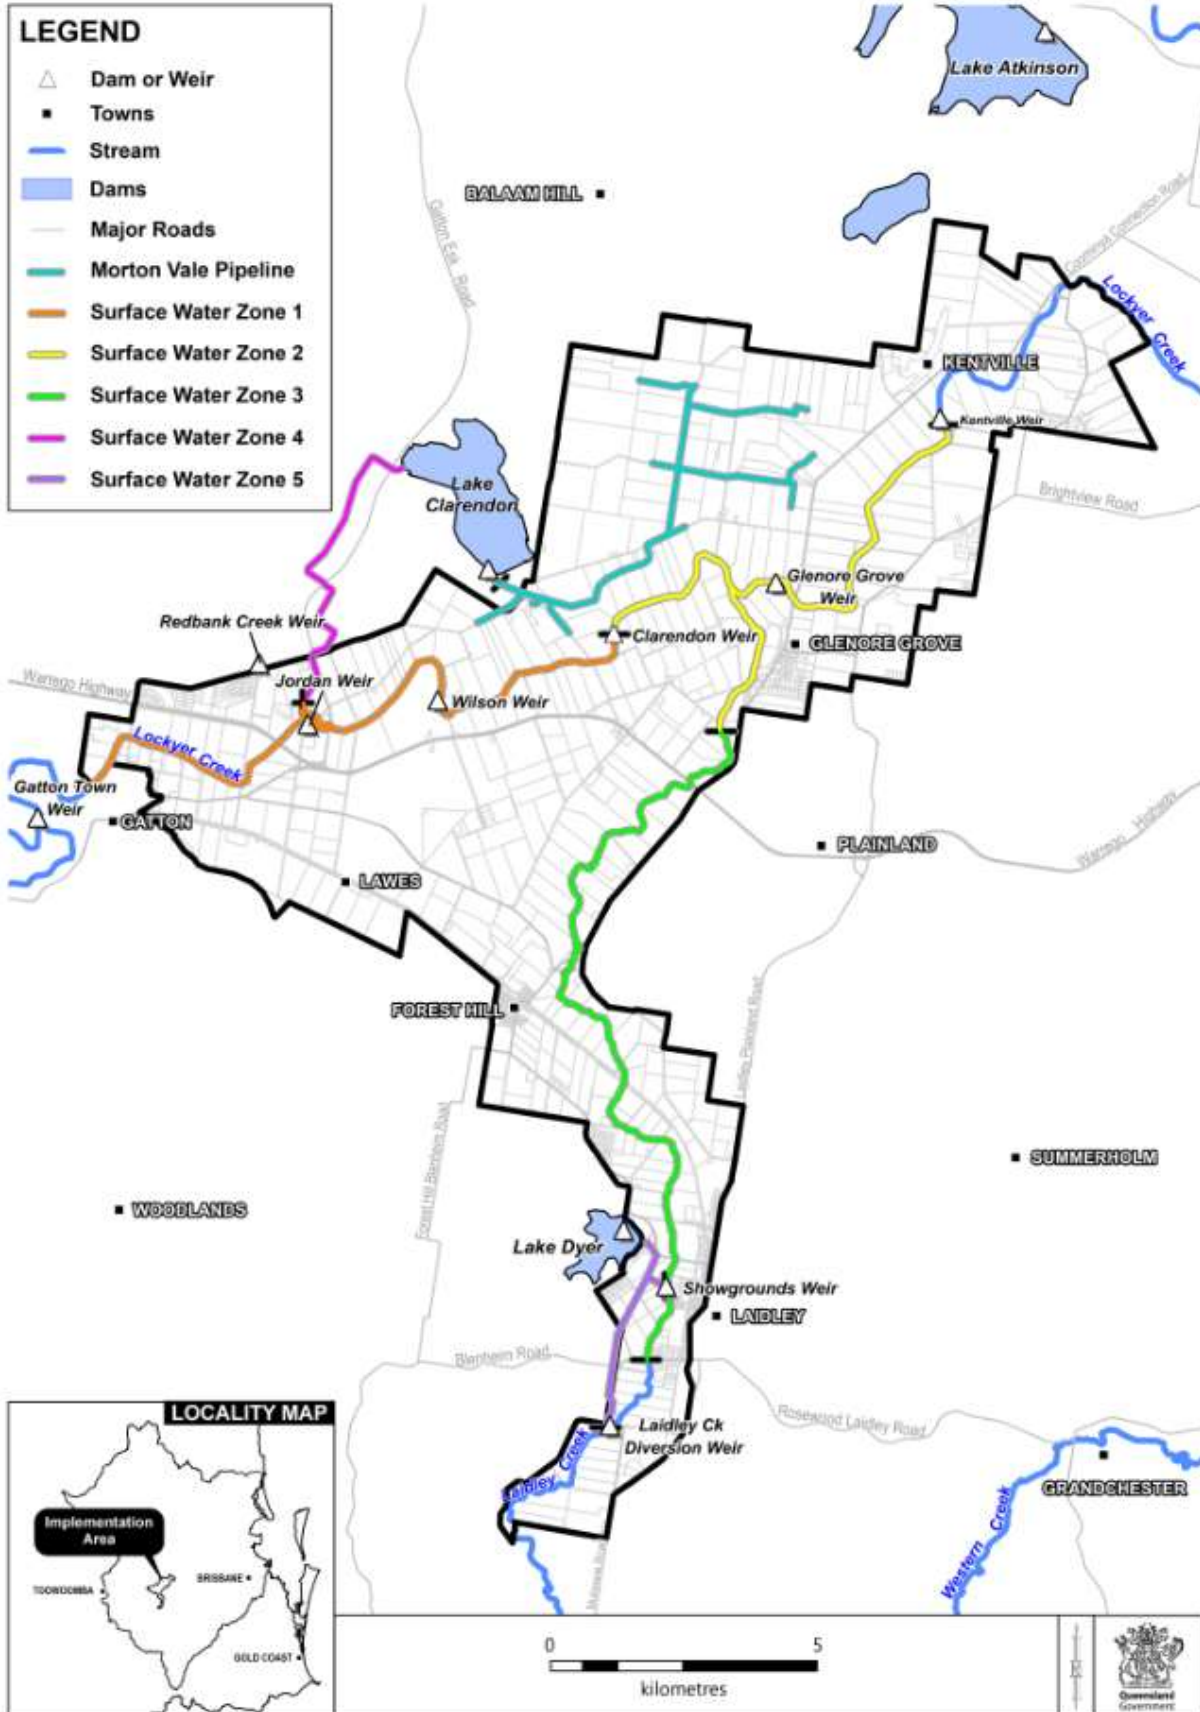 LEGEND
Dam or Weir
Towns
Stream
Dams
Major Roads
Morton Vale Pipeline
Surface Water Zone 1
Surface Water Zone 2
Surface Water Zone 3
Surface Water Zone 4
Surface Water Zone 5
Lake Atkinson
BALAAM HILL
Gatton Esk Road
Coominya Connection Road
Lockyer Creek
KENTVILLE
Kentville Weir
Lake
Clarendon
Brightview Road
Glenore Grove
Weir
Redbank Creek Weir
Clarendon Weir
GLENORE GROVE
Jordan Weir
Warrego Highway
Wilson Weir
Lockyer Creek
Gatton Town
Weir
GATTON
PLAINLAND
Warrego Highway
LAWES
FOREST HILL
Laidley Plainland Road
Forest Hill Blenheim Road
SUMMERHOLM
WOODLANDS
Lake Dyer
Showgrounds Weir
LAIDLEY
Blenheim Road
LOCALITY MAP
Rosewood Laidley Road
Laidley Ck
Diversion Weir
Laidley Creek
GRANDCHESTER
Western Creek
Implementation
Area
BRISBANE
TOOWOOMBA
GOLD COAST
0 5
kilometres
Queensland
Government